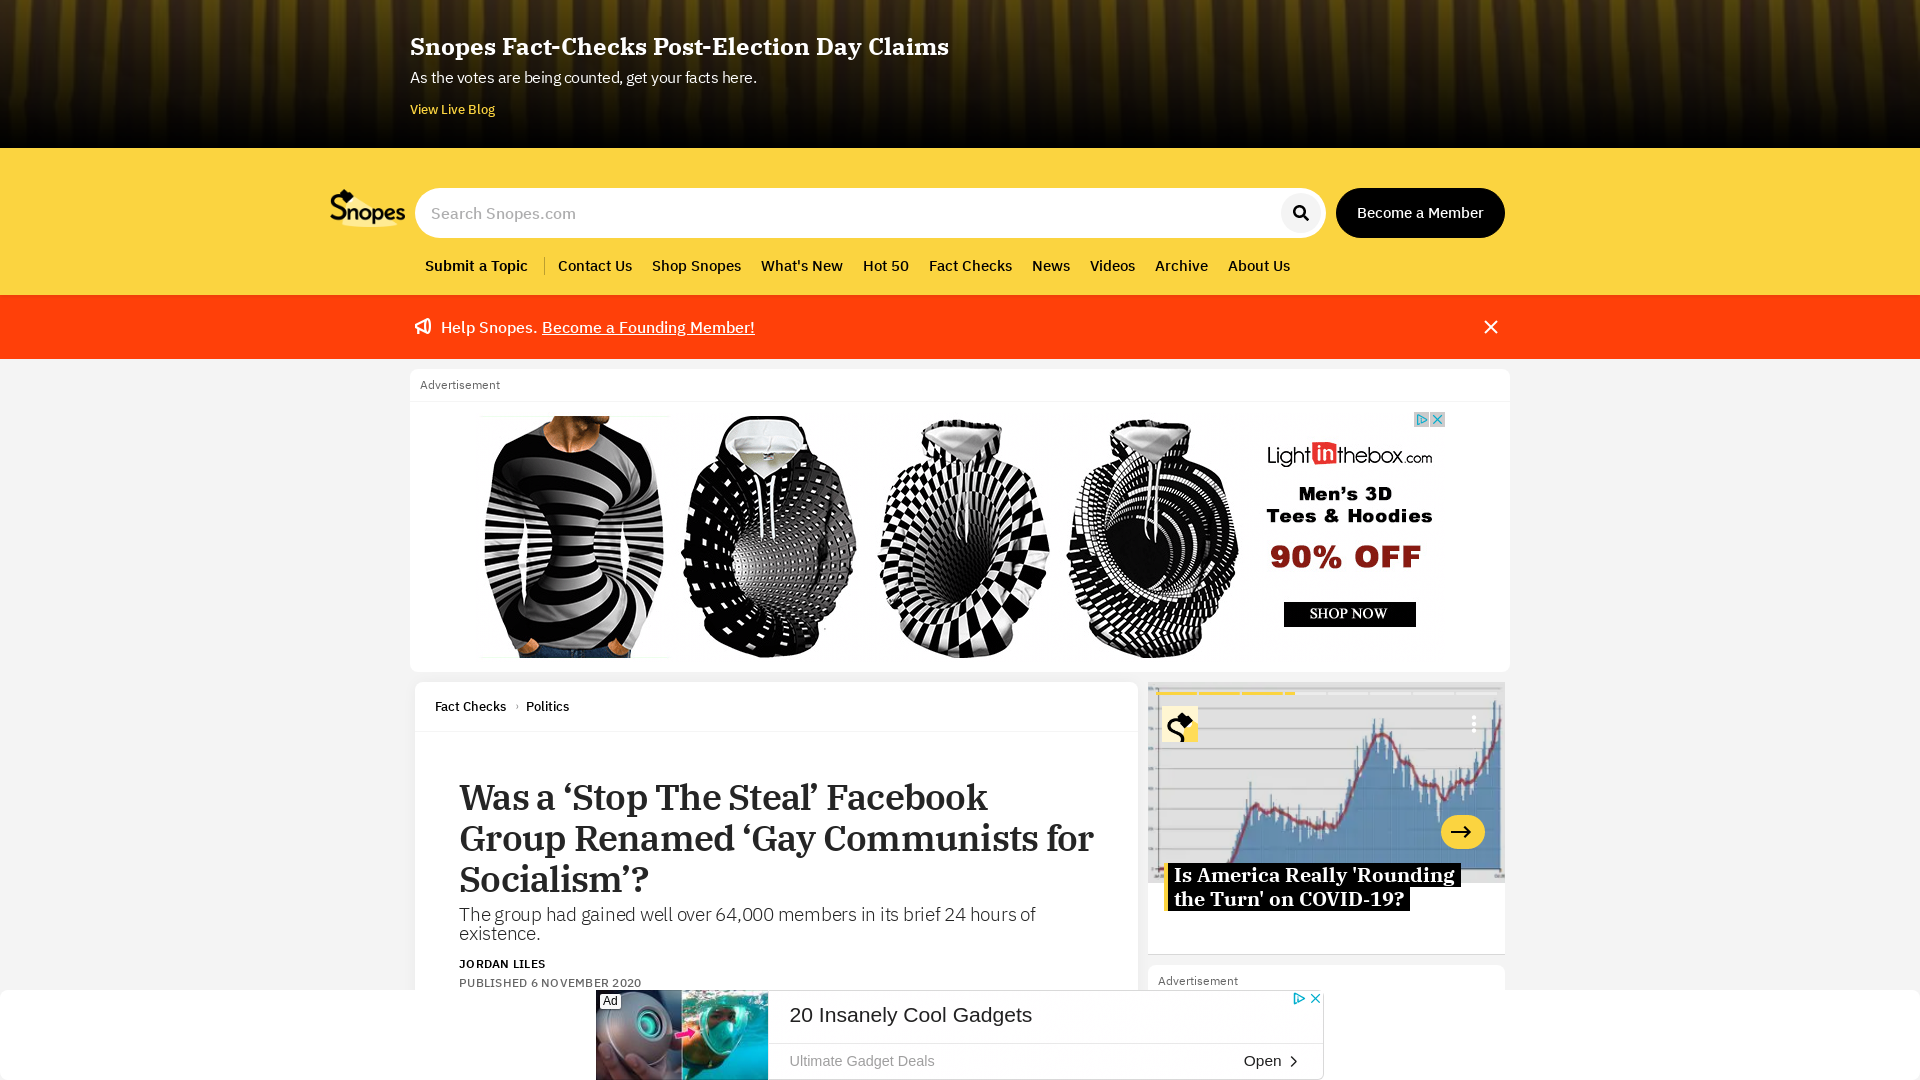 Snopes Fact-Checks Post-Election Day Claims
As the votes are being counted, get your facts here.
View Live Blog
Snopes
Search Snopes.com
Become a Member
Submit a Topic
Contact Us
Shop Snopes
What's New
Hot 50
Fact Checks
News
Videos
Archive
About Us
Help Snopes. Become a Founding Member!
Advertisement
Lightinthebox.com
Men's 3D
Tees & Hoodies
90% OFF
SHOP NOW
Fact Checks › Politics
Was a ‘Stop The Steal’ Facebook
Group Renamed ‘Gay Communists for
Socialism’?
The group had gained well over 64,000 members in its brief 24 hours of
existence.
JORDAN LILES
PUBLISHED 6 NOVEMBER 2020
Is America Really 'Rounding
the Turn' on COVID-19?
Advertisement
Ad
20 Insanely Cool Gadgets
Ultimate Gadget Deals
Open